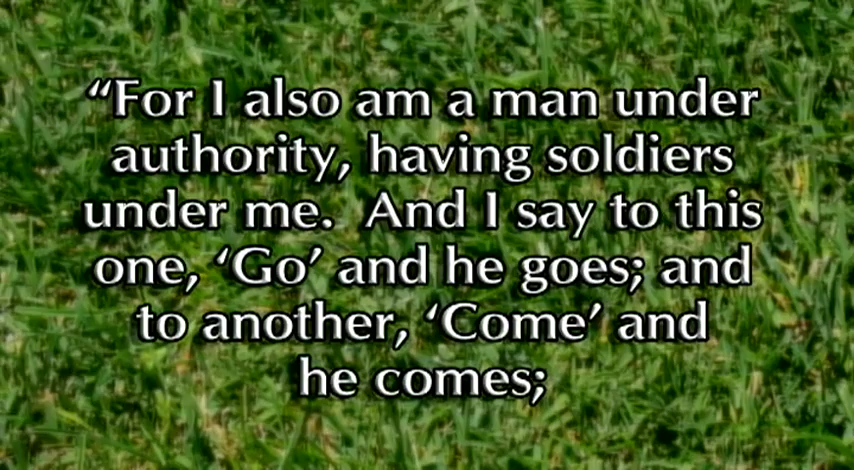 “For I also am a man under
authority, having soldiers
under me.  And I say to this
one, ‘Go’ and he goes; and
to another, ‘Come’ and
he comes;